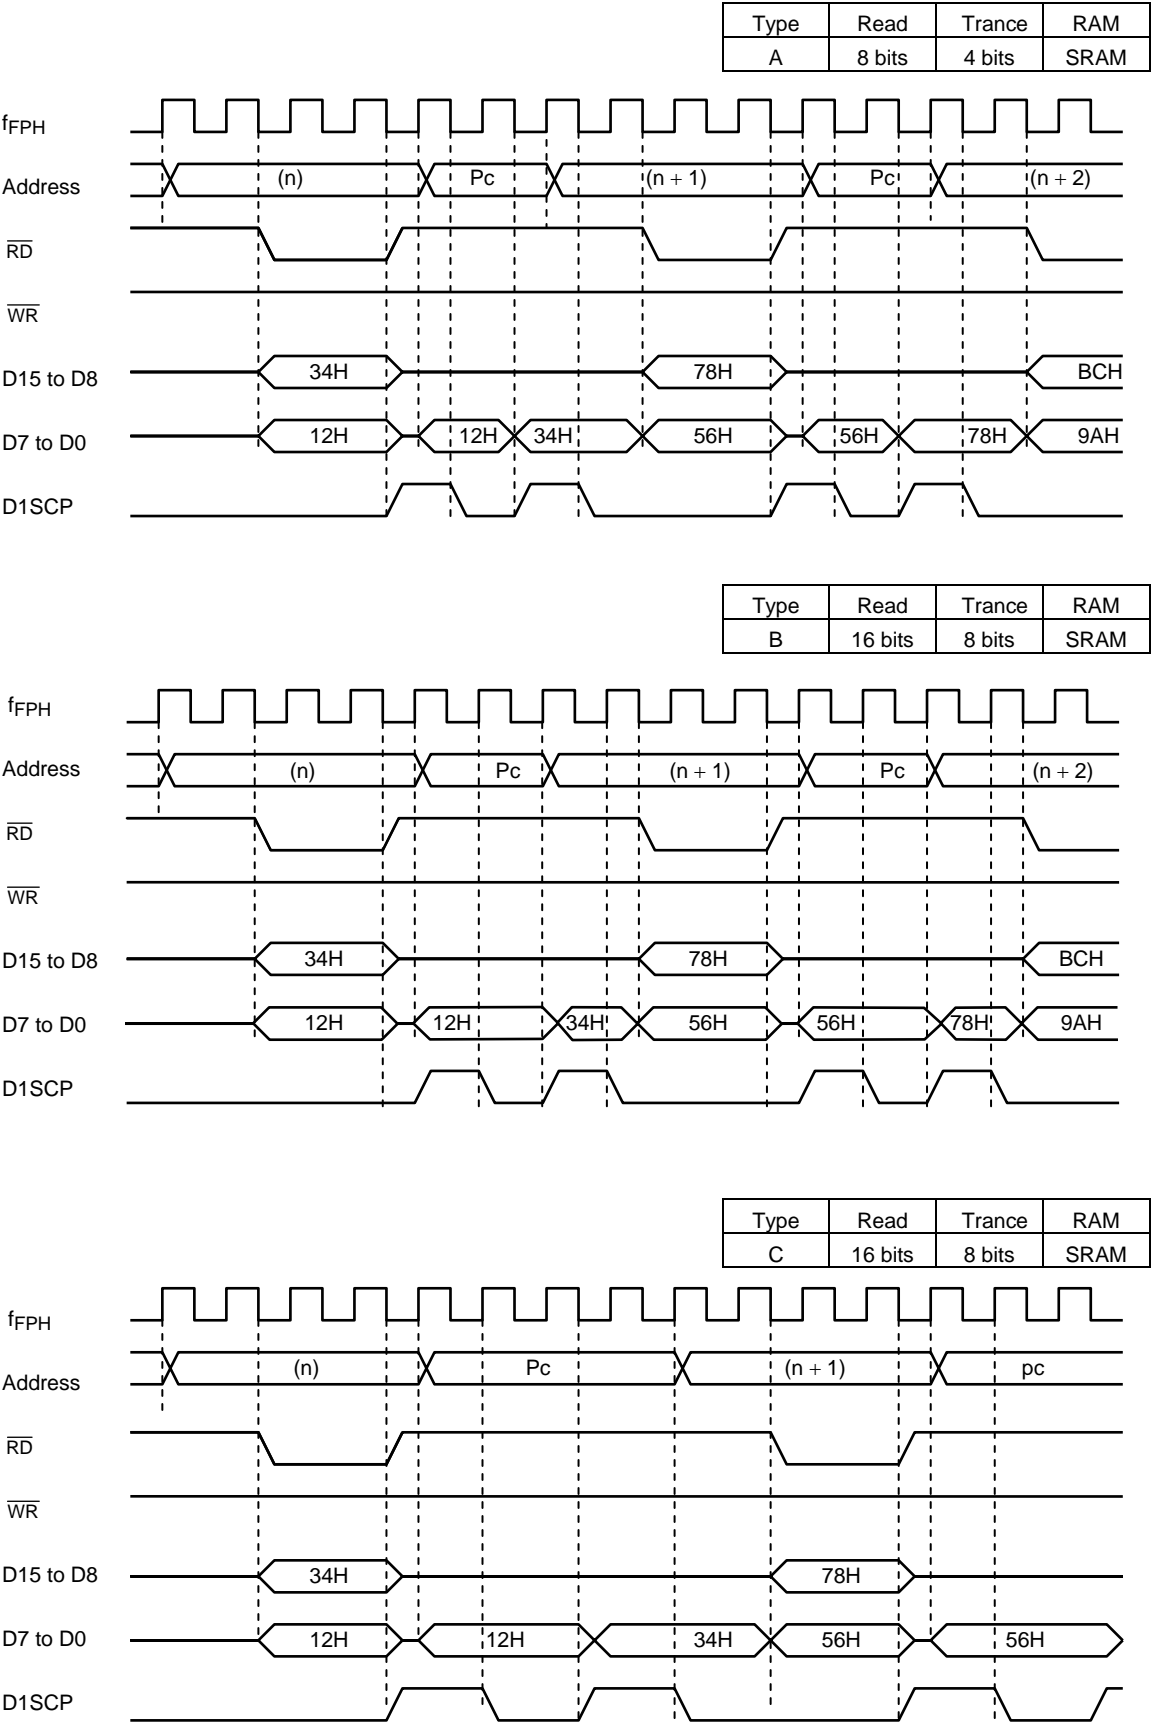 Type Read Trance RAM
A 8 bits 4 bits SRAM
fFPH
Address (n) Pc (n + 1) Pc (n + 2)
RD
WR
D15 to D8 34H 78H BCH
D7 to D0 12H 12H 34H 56H 56H 78H 9AH
D1SCP
Type Read Trance RAM
B 16 bits 8 bits SRAM
fFPH
Address (n) Pc (n + 1) Pc (n + 2)
RD
WR
D15 to D8 34H 78H BCH
D7 to D0 12H 12H 34H 56H 56H 78H 9AH
D1SCP
Type Read Trance RAM
C 16 bits 8 bits SRAM
fFPH
Address (n) Pc (n + 1) pc
RD
WR
D15 to D8 34H 78H
D7 to D0 12H 12H 34H 56H 56H
D1SCP